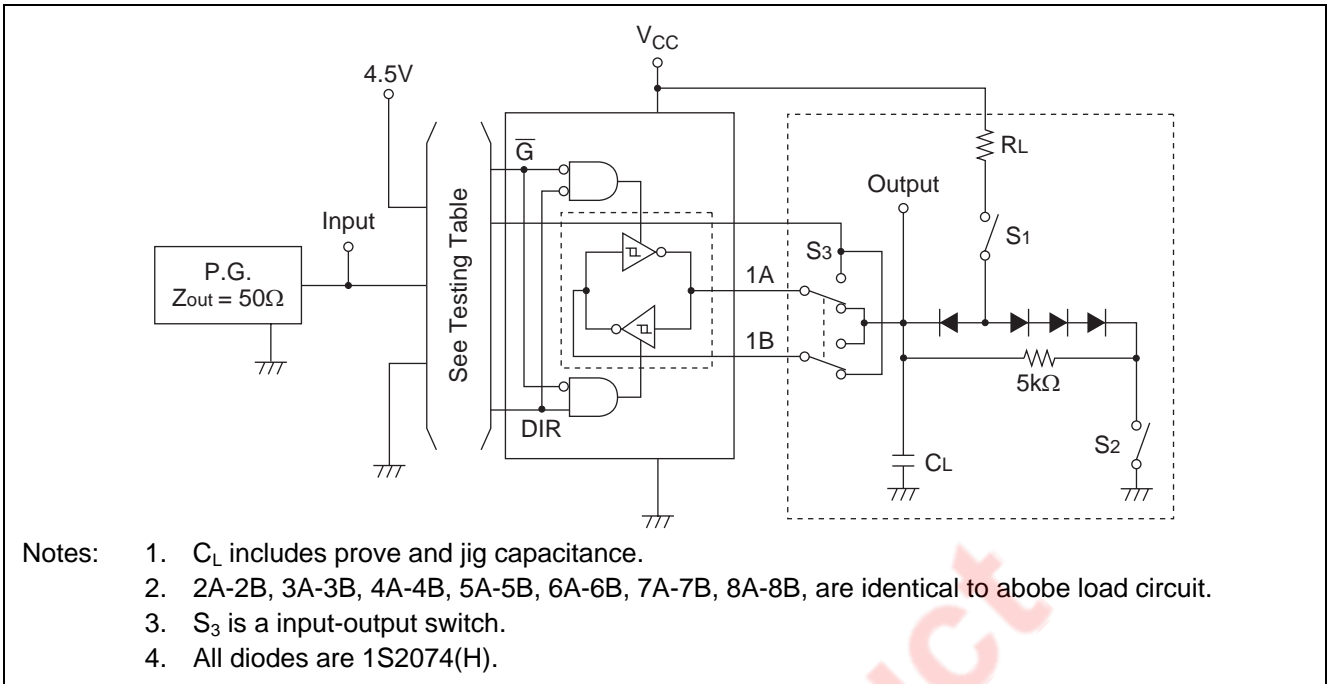 VCC
4.5V
G
RL
Output
Input
S1
S3
P.G.
Zout = 50Ω
See Testing Table
1A
1B
5kΩ
DIR
S2
CL
Notes: 1. CL includes prove and jig capacitance.
2. 2A-2B, 3A-3B, 4A-4B, 5A-5B, 6A-6B, 7A-7B, 8A-8B, are identical to abobe load circuit.
3. S3 is a input-output switch.
4. All diodes are 1S2074(H).
uct